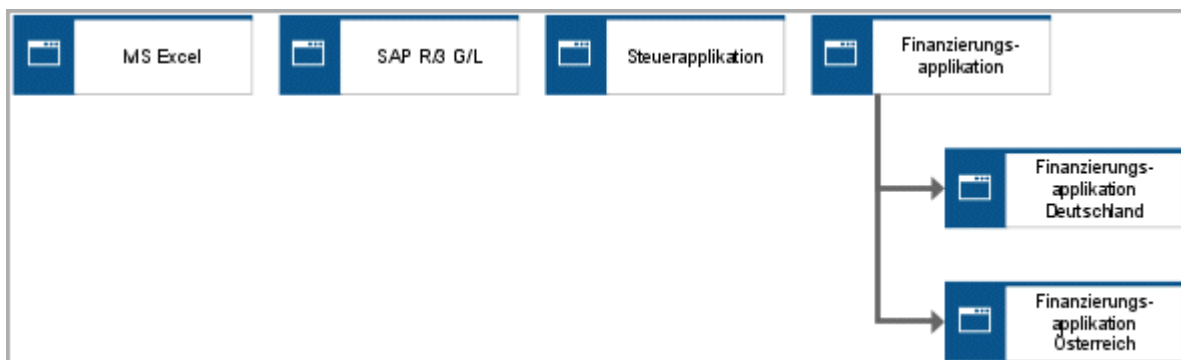 MS Excel
SAP R/3 G/L
Steuerapplikation
Finanzierungs-
applikation
Finanzierungs-
applikation
Deutschland
Finanzierungs-
applikation
Österreich